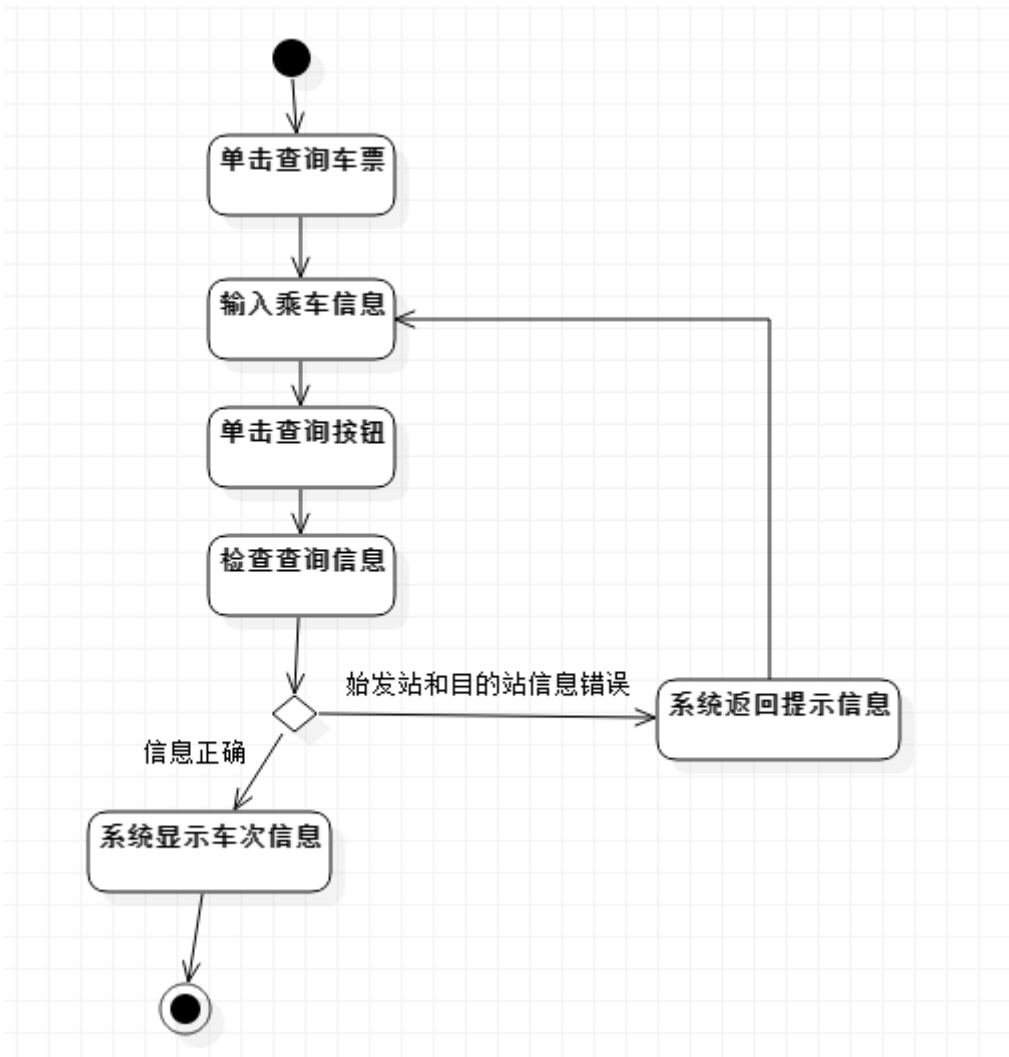 单击查询车票
输入乘车信息
单击查询按钮
检查查询信息
始发站和目的站信息错误
系统返回提示信息
信息正确
系统显示车次信息